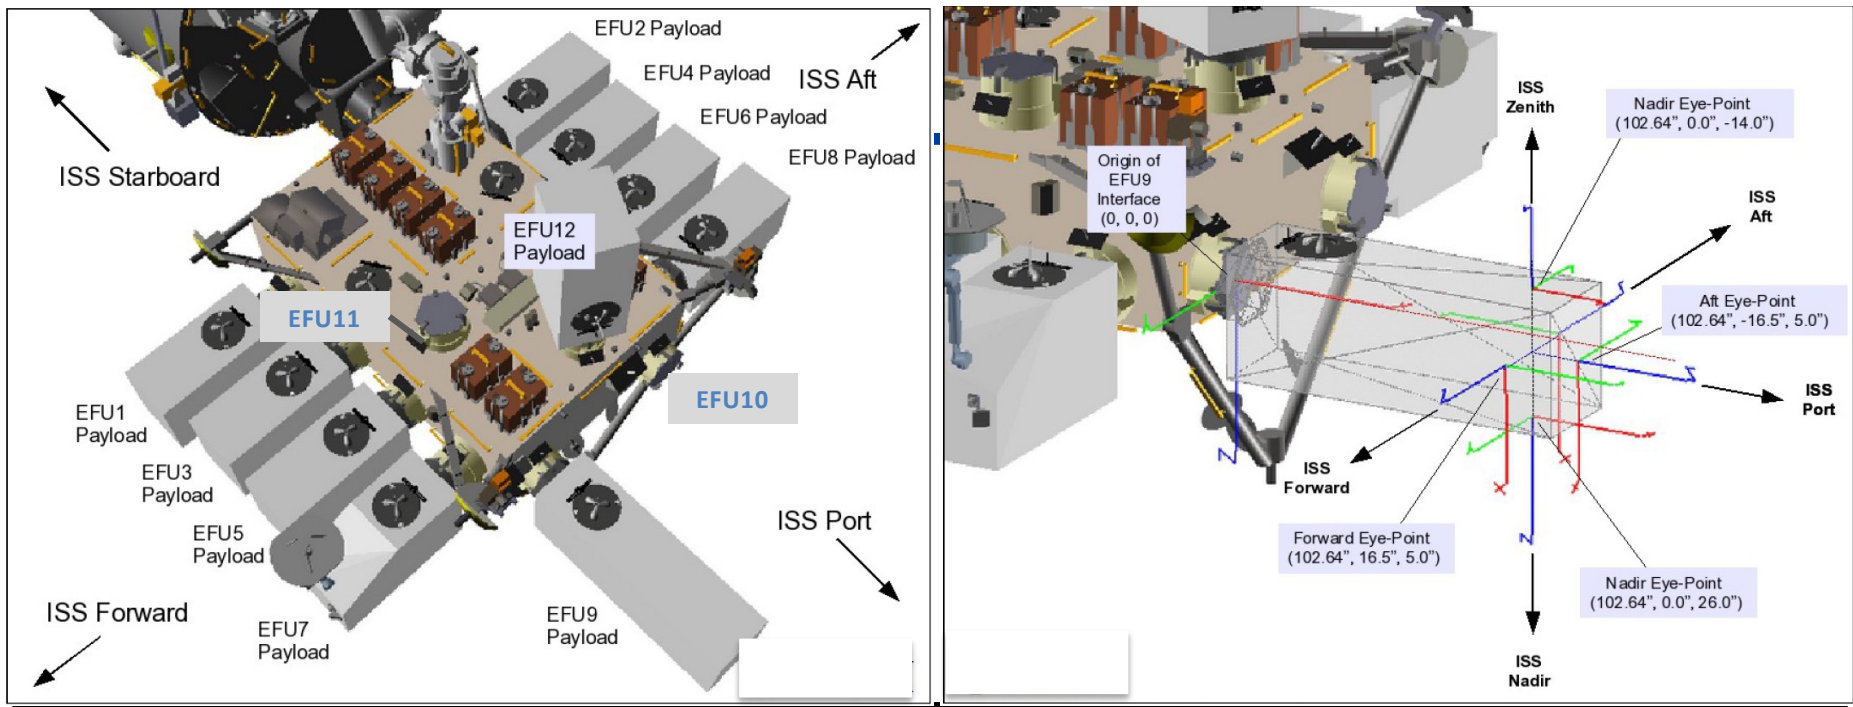 EFU2 Payload
ISS Aft
EFU4 Payload
EFU6 Payload
EFU8 Payload
ISS Starboard
EFU12
Payload
EFU11
EFU10
EFU1
Payload
EFU3
Payload
EFU5
Payload
ISS Port
ISS Forward
EFU7
Payload
EFU9
Payload
ISS
Zenith
Nadir Eye-Point
(102.64”, 0.0”, -14.0”)
Origin of
EFU9
Interface
(0, 0, 0)
ISS
Aft
Aft Eye-Point
(102.64”, -16.5”, 5.0”)
ISS
Port
ISS
Forward
Forward Eye-Point
(102.64”, 16.5”, 5.0”)
Nadir Eye-Point
(102.64”, 0.0”, 26.0”)
ISS
Nadir
Z
Z
X
X
X
Z